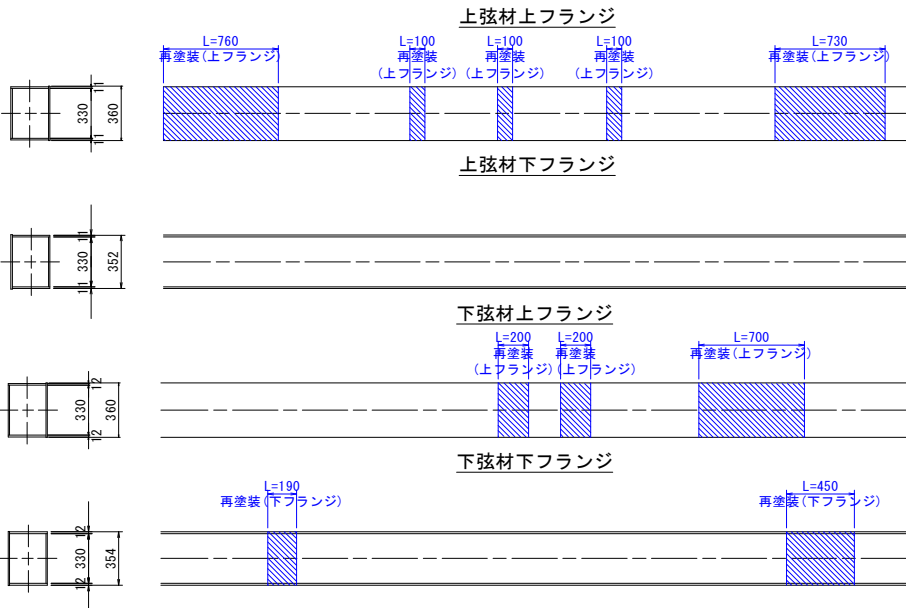 上弦材上フランジ
L=760
再塗装(上フランジ)
L=100
再塗装
(上フランジ)
L=100
再塗装
(上フランジ)
L=100
再塗装
(上フランジ)
L=730
再塗装(上フランジ)
11
330
360
11
上弦材下フランジ
11
330
352
11
下弦材上フランジ
L=200
再塗装
(上フランジ)
L=200
再塗装
(上フランジ)
L=700
再塗装(上フランジ)
12
330
360
12
下弦材下フランジ
L=190
再塗装(下フランジ)
L=450
再塗装(下フランジ)
12
330
354
12